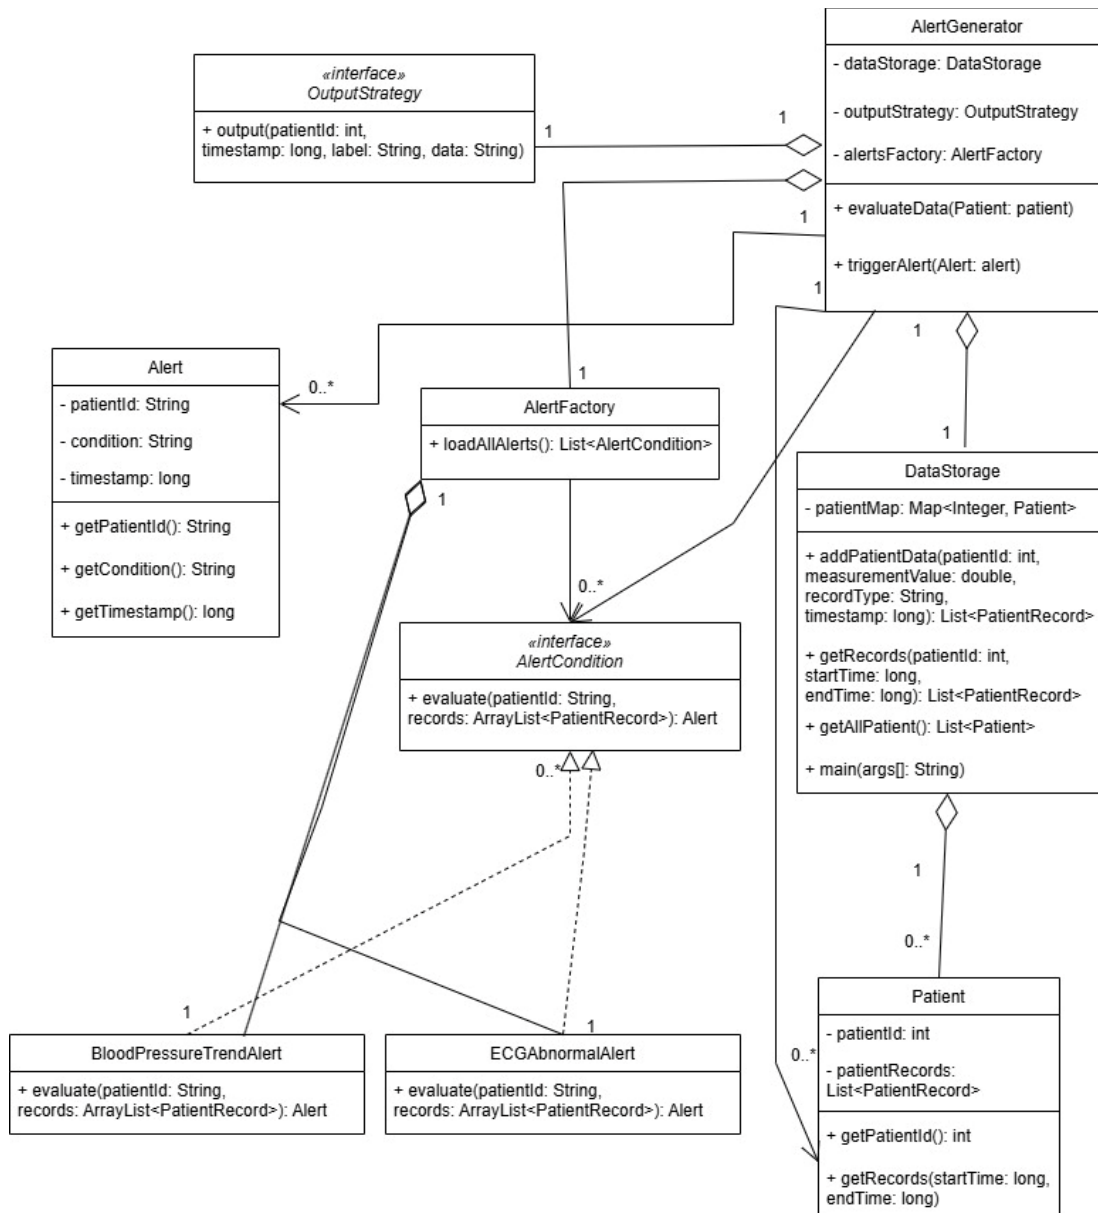 AlertGenerator
- dataStorage: DataStorage
- outputStrategy: OutputStrategy
- alertsFactory: AlertFactory
+ evaluateData(Patient: patient)
+ triggerAlert(Alert: alert)
«interface»
OutputStrategy
+ output(patientId: int,
timestamp: long, label: String, data: String)
1
1
1
1
1
1
0..*
Alert
- patientId: String
- condition: String
- timestamp: long
+ getPatientId(): String
+ getCondition(): String
+ getTimestamp(): long
1
AlertFactory
+ loadAllAlerts(): List<AlertCondition>
1
0..*
1
DataStorage
- patientMap: Map<Integer, Patient>
+ addPatientData(patientId: int,
measurementValue: double,
recordType: String,
timestamp: long): List<PatientRecord>
+ getRecords(patientId: int,
startTime: long,
endTime: long): List<PatientRecord>
+ getAllPatient(): List<Patient>
+ main(args[]: String)
«interface»
AlertCondition
+ evaluate(patientId: String,
records: ArrayList<PatientRecord>): Alert
0..*
1
0..*
1
1
BloodPressureTrendAlert
+ evaluate(patientId: String,
records: ArrayList<PatientRecord>): Alert
ECGAbnormalAlert
+ evaluate(patientId: String,
records: ArrayList<PatientRecord>): Alert
0..*
Patient
- patientId: int
- patientRecords:
List<PatientRecord>
+ getPatientId(): int
+ getRecords(startTime: long,
endTime: long)